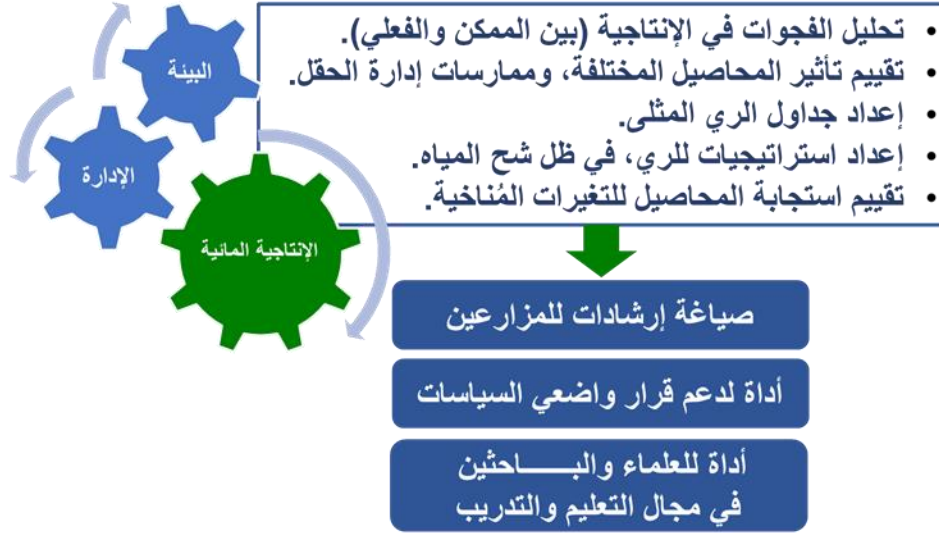 • تحليل الفجوات في الإنتاجية (بين الممكن والفعلي).
• تقييم تأثير المحاصيل المختلفة، وممارسات إدارة الحقل.
• إعداد جداول الري المثلى.
• إعداد استراتيجيات للري، في ظل شح المياه.
• تقييم استجابة المحاصيل للتغيرات المُناخية.
البيئة
الإدارة
الإنتاجية المائية
صياغة إرشادات للمزارعين
أداة لدعم قرار واضعي السياسات
أداة للعلماء والبـــــاحثين
في مجال التعليم والتدريب